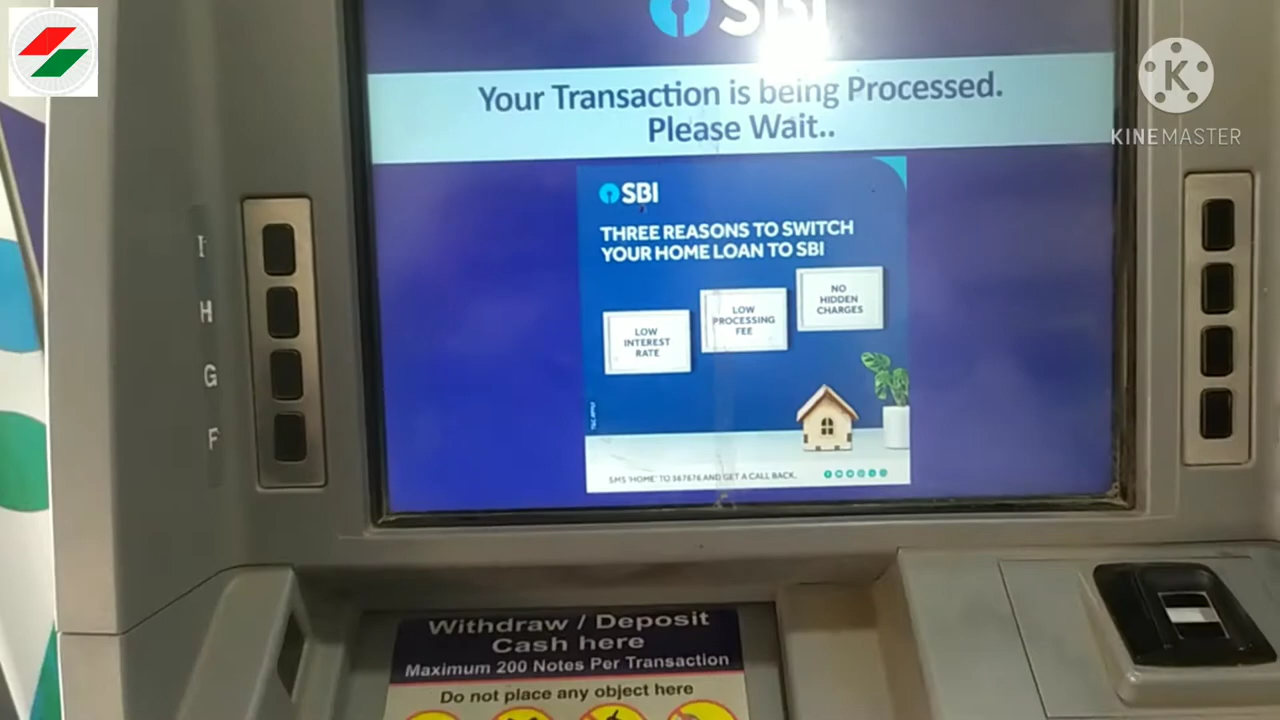 SBI
Your Transaction is being Processed.
Please Wait..
K
KINEMASTER
SBI
THREE REASONS TO SWITCH
YOUR HOME LOAN TO SBI
LOW
INTEREST
RATE
LOW
PROCESSING
FEE
NO
HIDDEN
CHARGES
SMS 'HOME' TO 567676 AND GET A CALL BACK.
I
H
G
F
Withdraw / Deposit
Cash here
Maximum 200 Notes Per Transaction
Do not place any object here